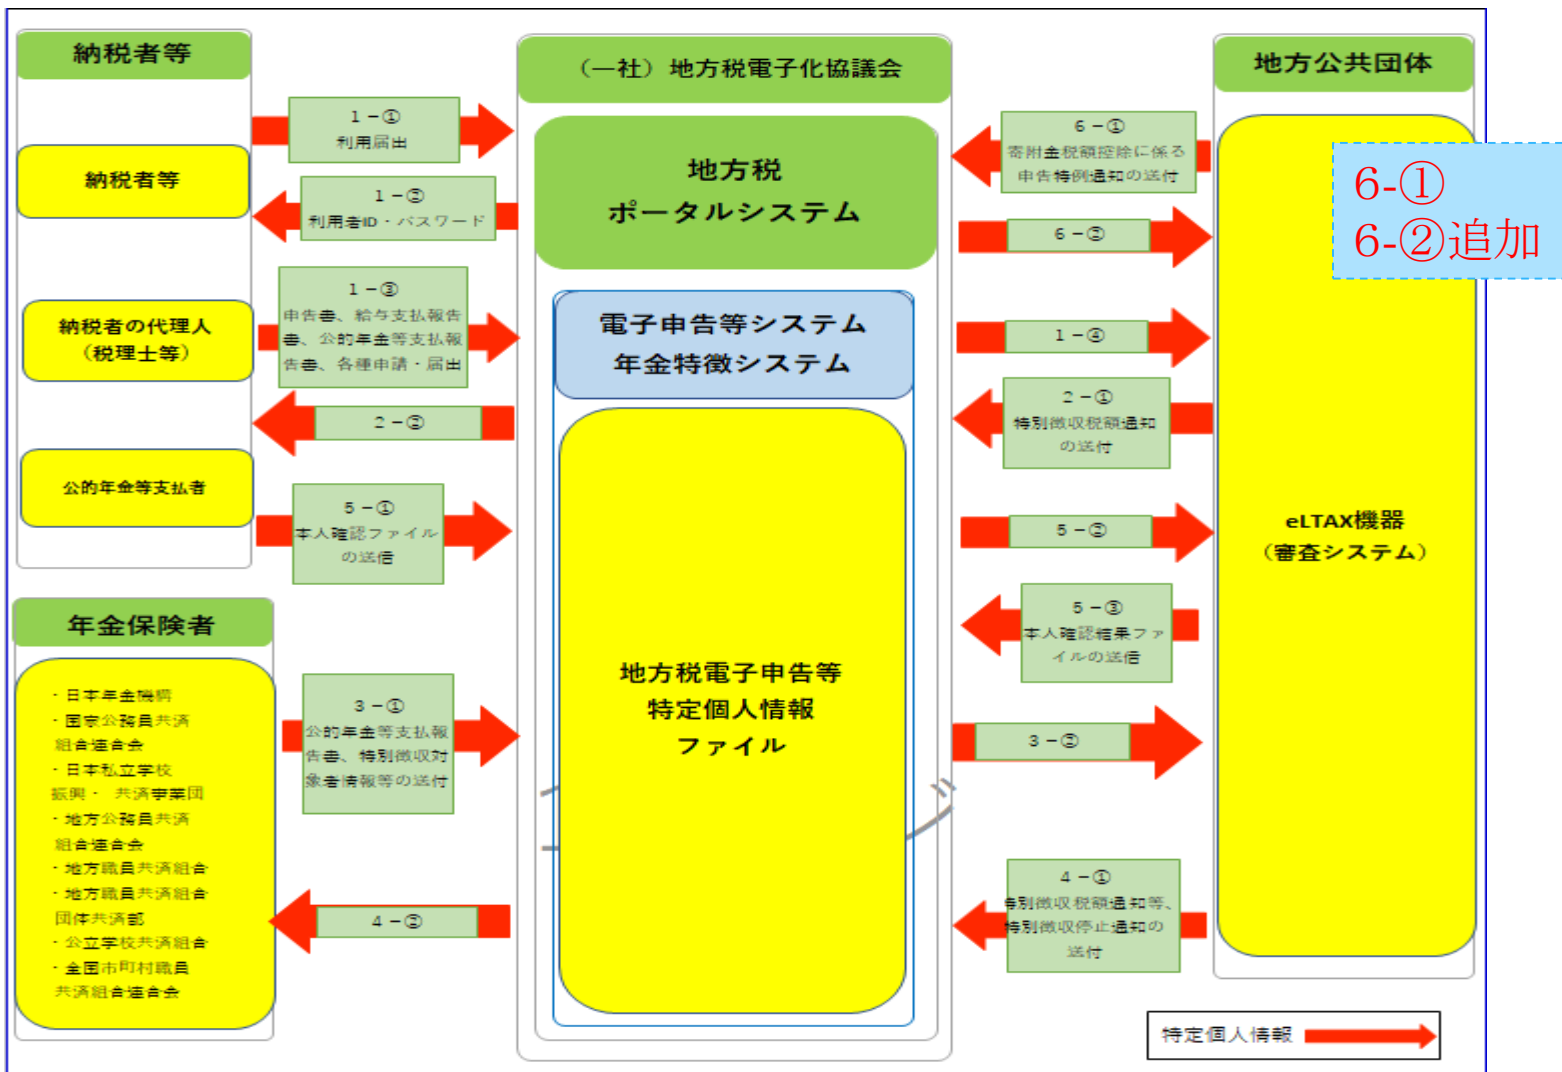 納税者等
納税者等
納税者の代理人
（税理士等）
公的年金等支払者
年金保険者
・日本年金機構
・国家公務員共済
組合連合会
・日本私立学校
振興・ 共済事業団
・地方公務員共済
組合連合会
・地方職員共済組合
・地方職員共済組合
団体共済部
・公立学校共済組合
・全国市町村職員
共済組合連合会
１－①
利用届出
１－②
利用者ID・パスワード
１－③
申告書、給与支払報告
書、公的年金等支払報
告書、各種申請・届出
２－②
５－①
本人確認ファイル
の送信
３－①
公的年金等支払報
告書、特別徴収対
象者情報等の送付
４－②
（一社）地方税電子化協議会
地方税
ポータルシステム
電子申告等システム
年金特徴システム
地方税電子申告等
特定個人情報
ファイル
６－①
寄附金税額控除に係る
申告特例通知の送付
６－②
１－④
２－①
特別徴収税額通知
の送付
５－②
５－③
本人確認結果ファ
イルの送信
３－②
４－①
特別徴収税額通知等、
特別徴収停止通知の
送付
地方公共団体
eLTAX機器
（審査システム）
6-①
6-②追加
特定個人情報